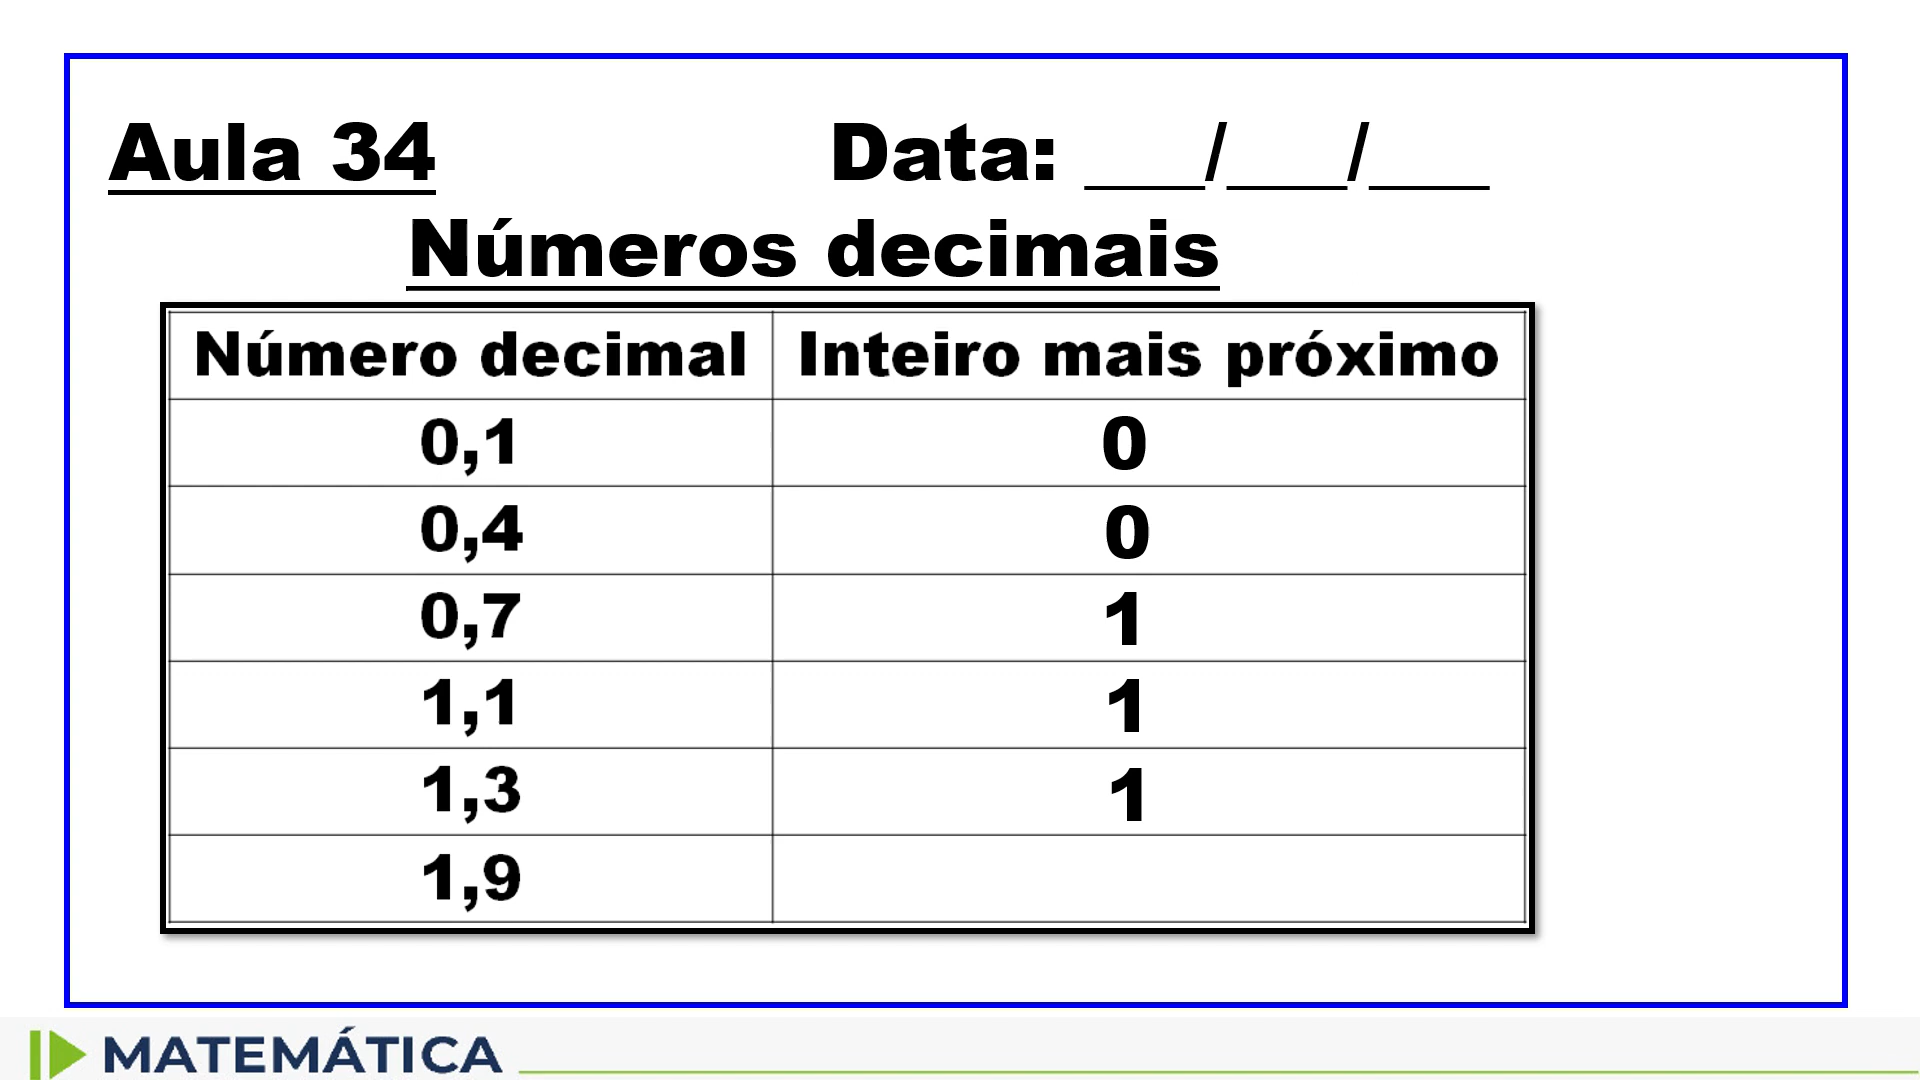 Aula 34 Data: ___/___/___
Números decimais
Número decimal Inteiro mais próximo
0,1 0
0,4 0
0,7 1
1,1 1
1,3 1
1,9
MATEMÁTICA